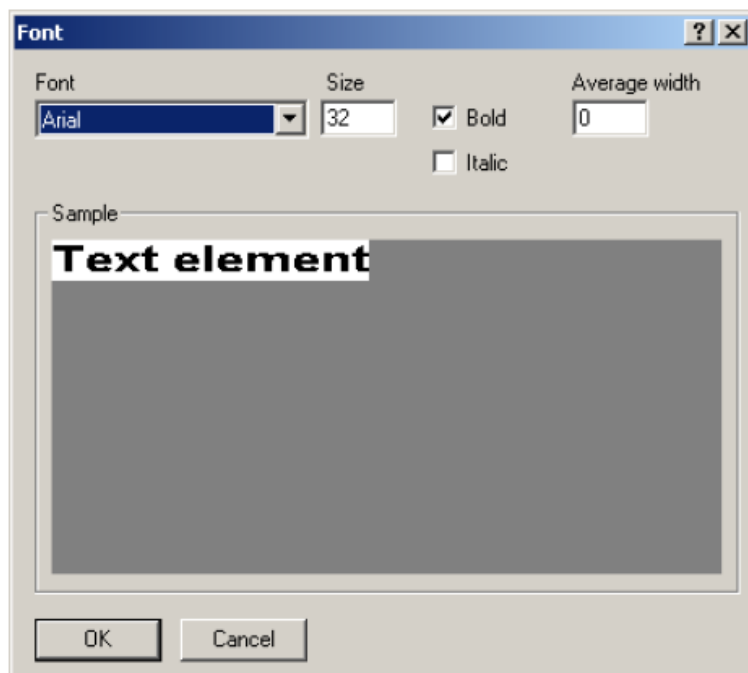 Font
Font Size Average width
Arial 32 Bold 0
Italic
Sample
Text element
OK Cancel